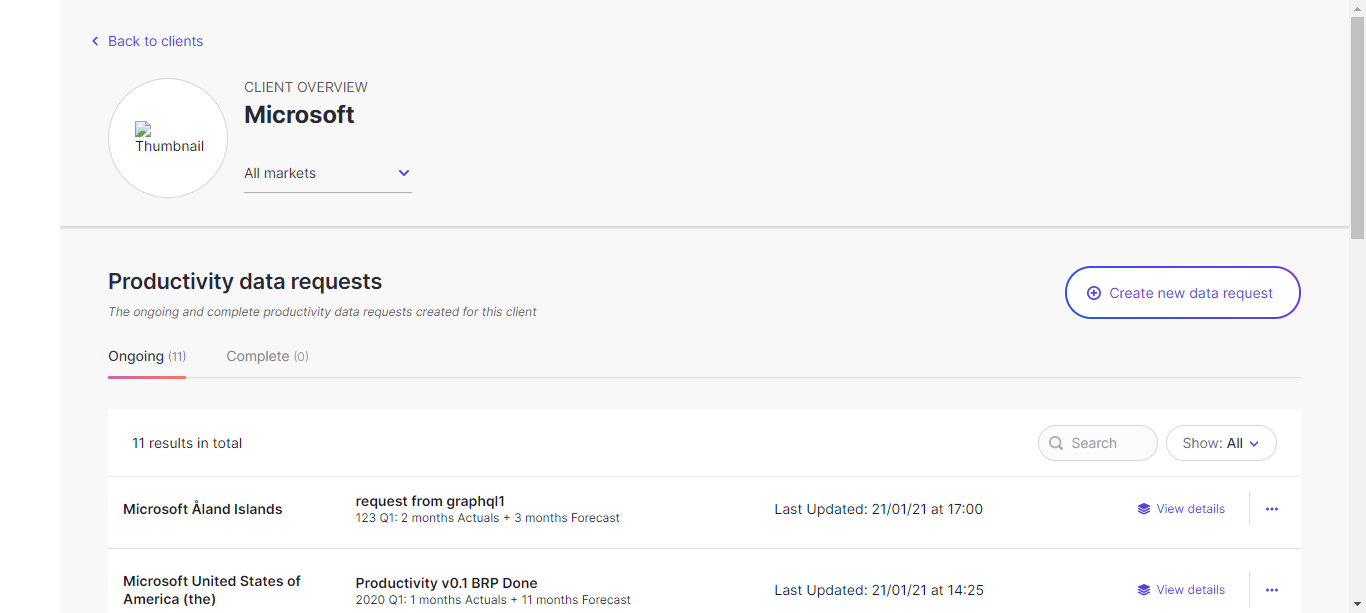 Back to clients
CLIENT OVERVIEW
Microsoft
Thumbnail
All markets
Productivity data requests
Create new data request
The ongoing and complete productivity data requests created for this client
Ongoing (11) Complete (0)
11 results in total
Search
Show: All
Microsoft Åland Islands
request from graphql1
123 Q1: 2 months Actuals + 3 months Forecast
Last Updated: 21/01/21 at 17:00
View details
Microsoft United States of
America (the)
Productivity v0.1 BRP Done
2020 Q1: 1 months Actuals + 11 months Forecast
Last Updated: 21/01/21 at 14:25
View details